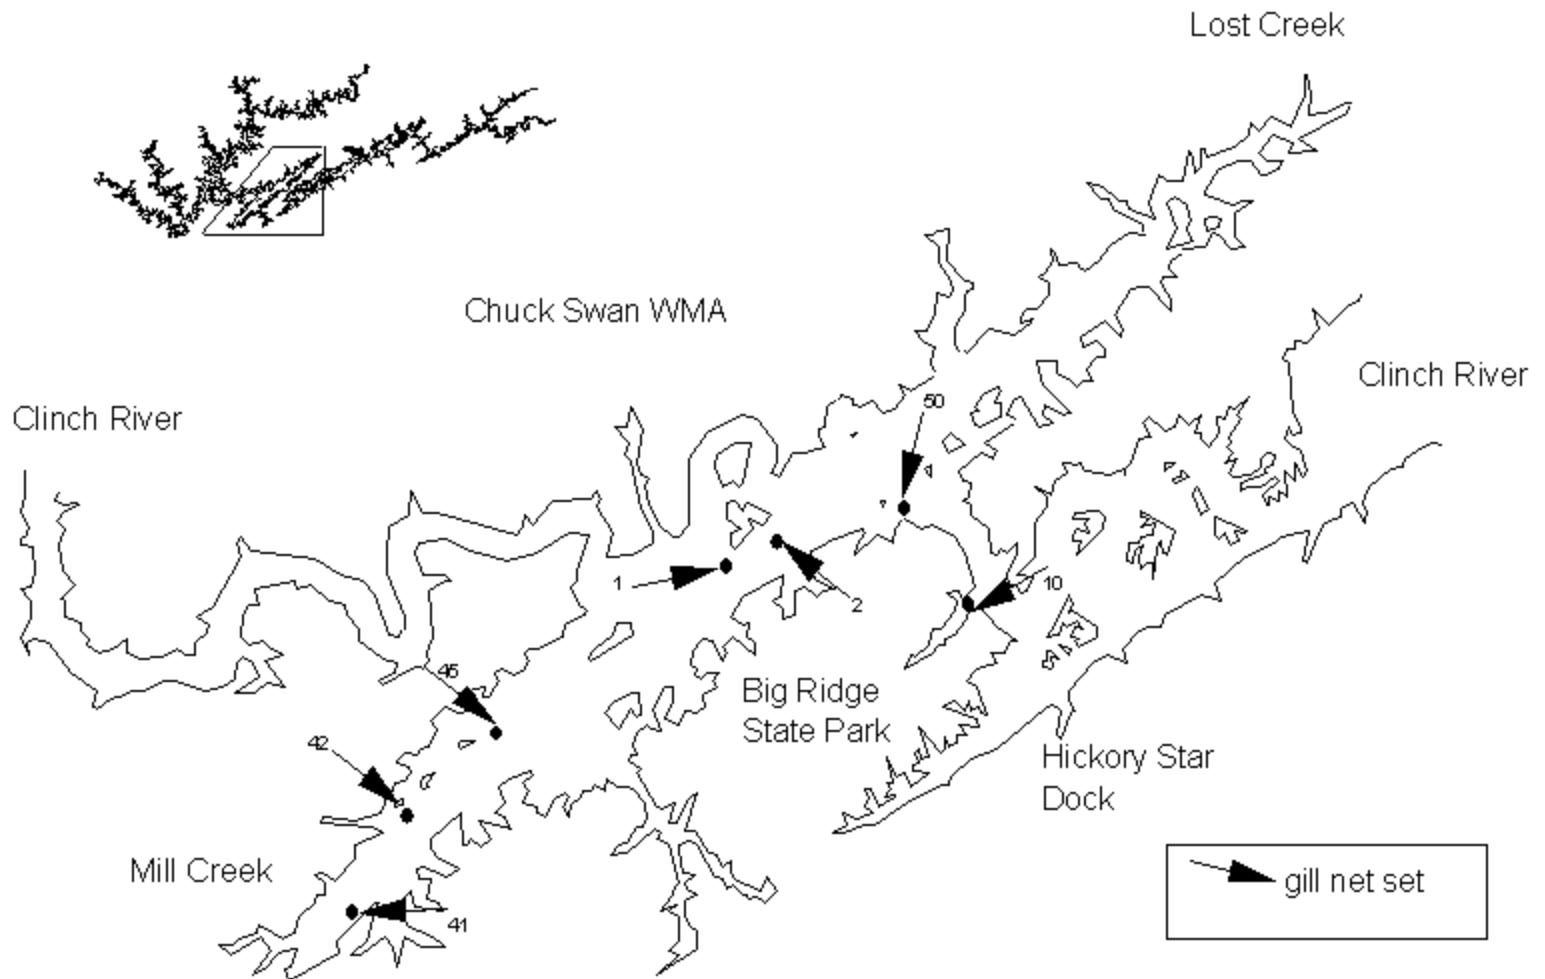 Lost Creek
Chuck Swan WMA
Clinch River
Clinch River
50
1
2
10
45
Big Ridge
State Park
42
Hickory Star
Dock
Mill Creek
gill net set
41